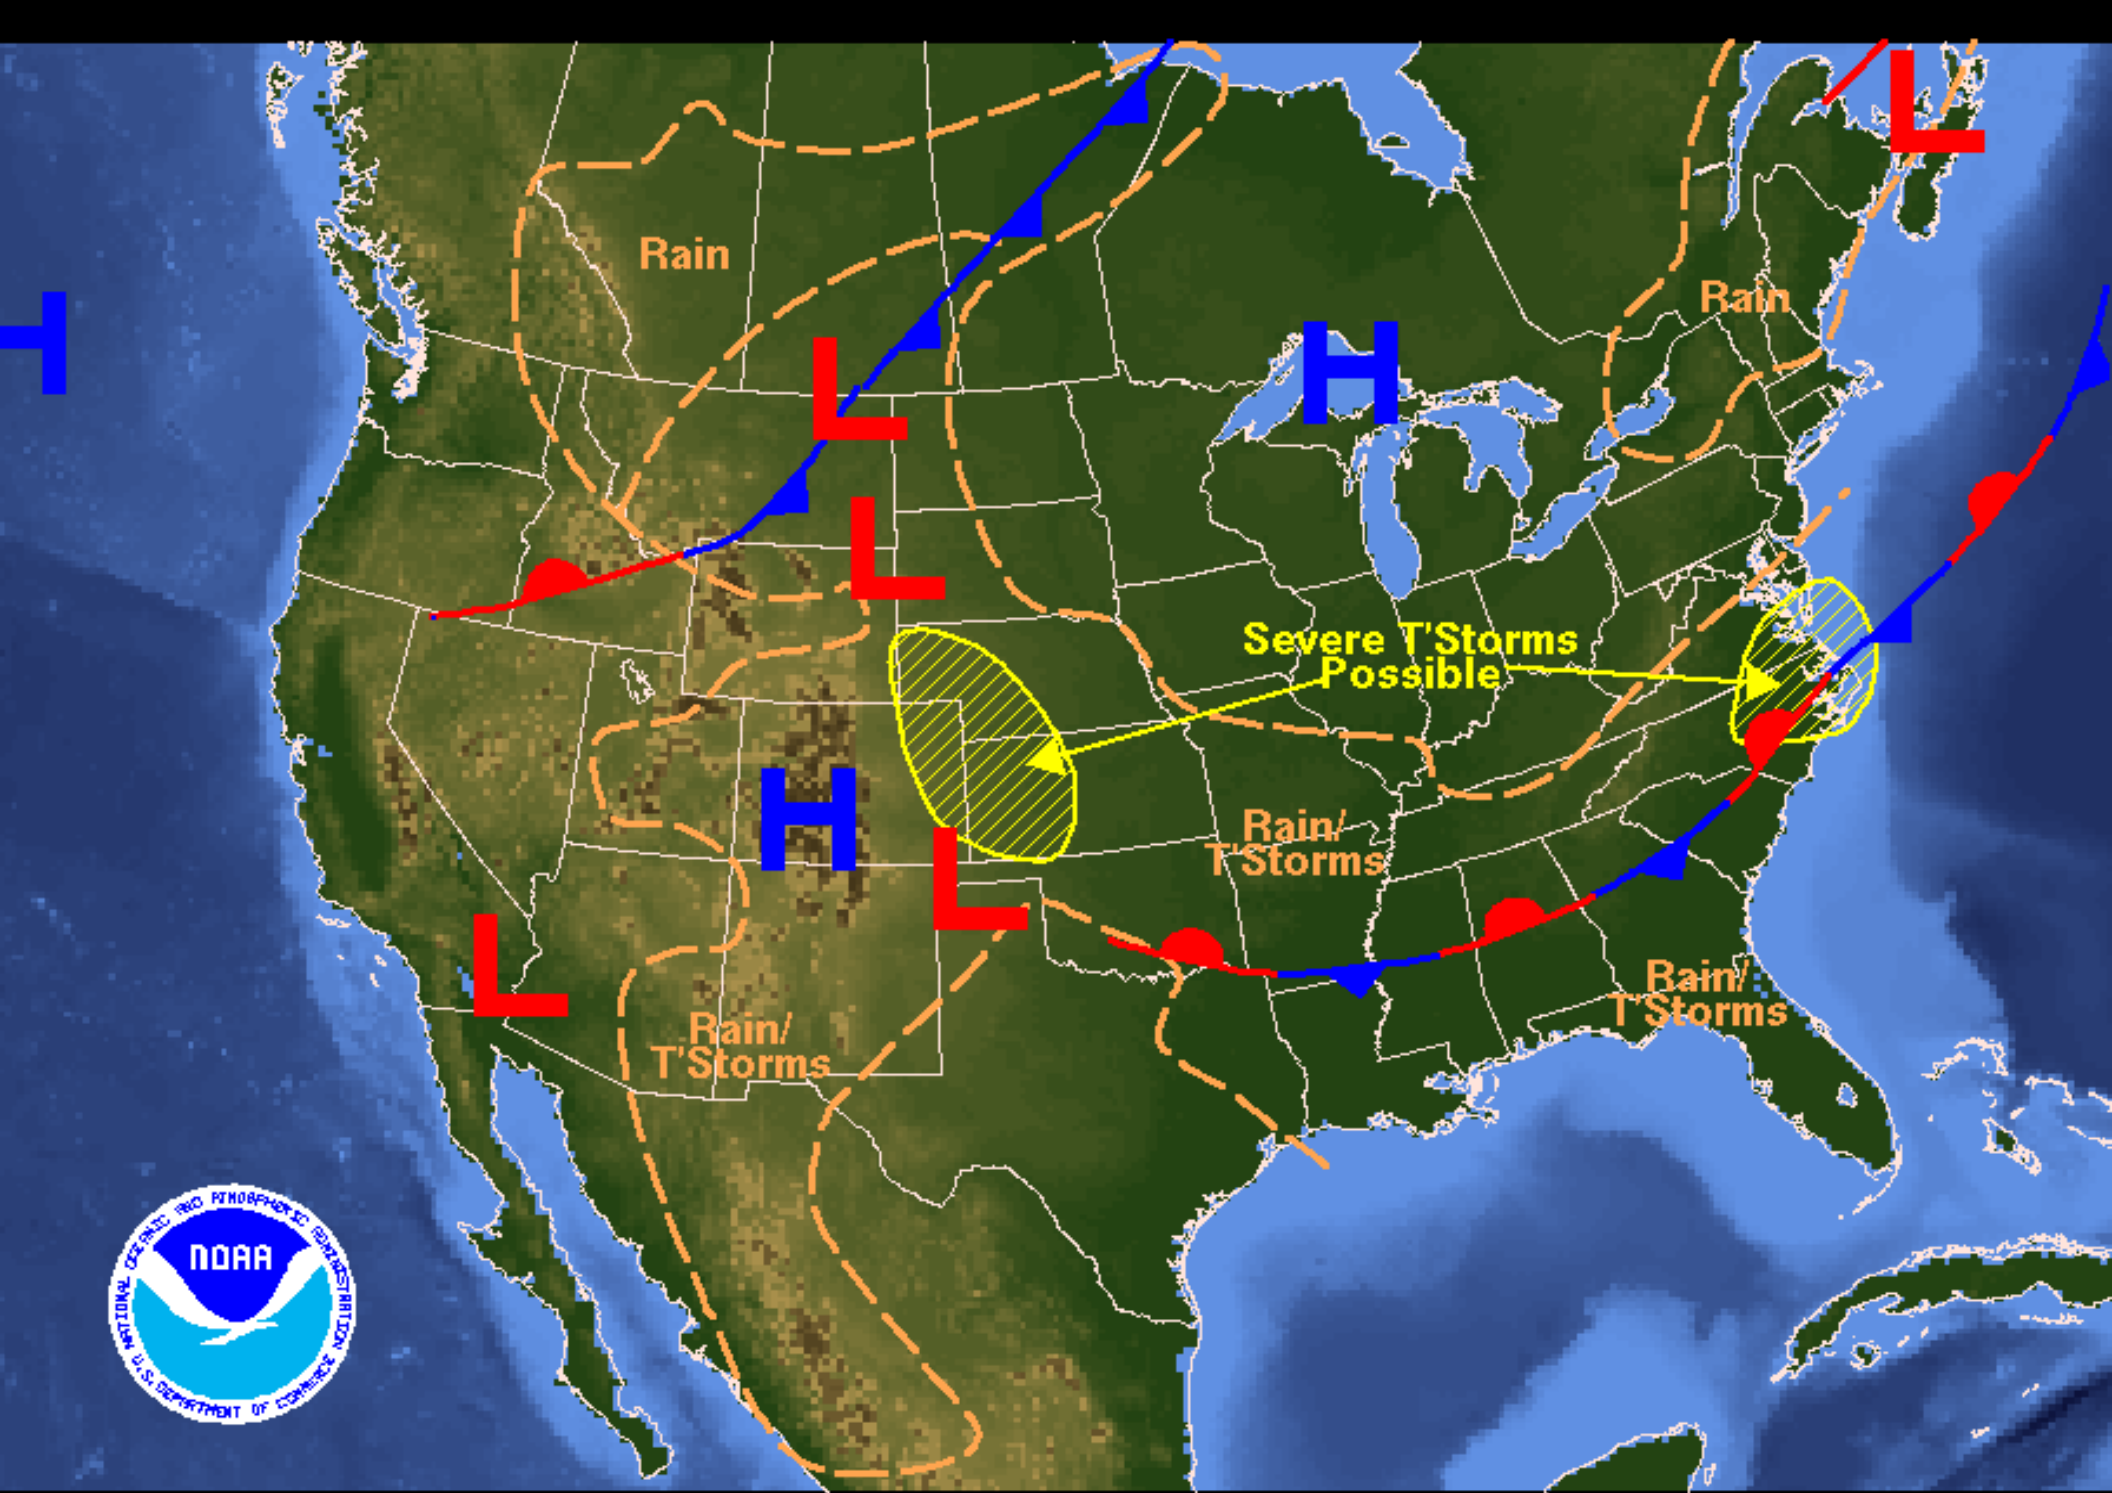 L
Rain
H
Rain
L
H
L
Severe T'Storms
Possible
H
Rain/
T'Storms
L
L
Rain/
T'Storms
Rain/
T'Storms
NATIONAL OCEANIC AND ATMOSPHERIC ADMINISTRATION
NOAA
U.S. DEPARTMENT OF COMMERCE